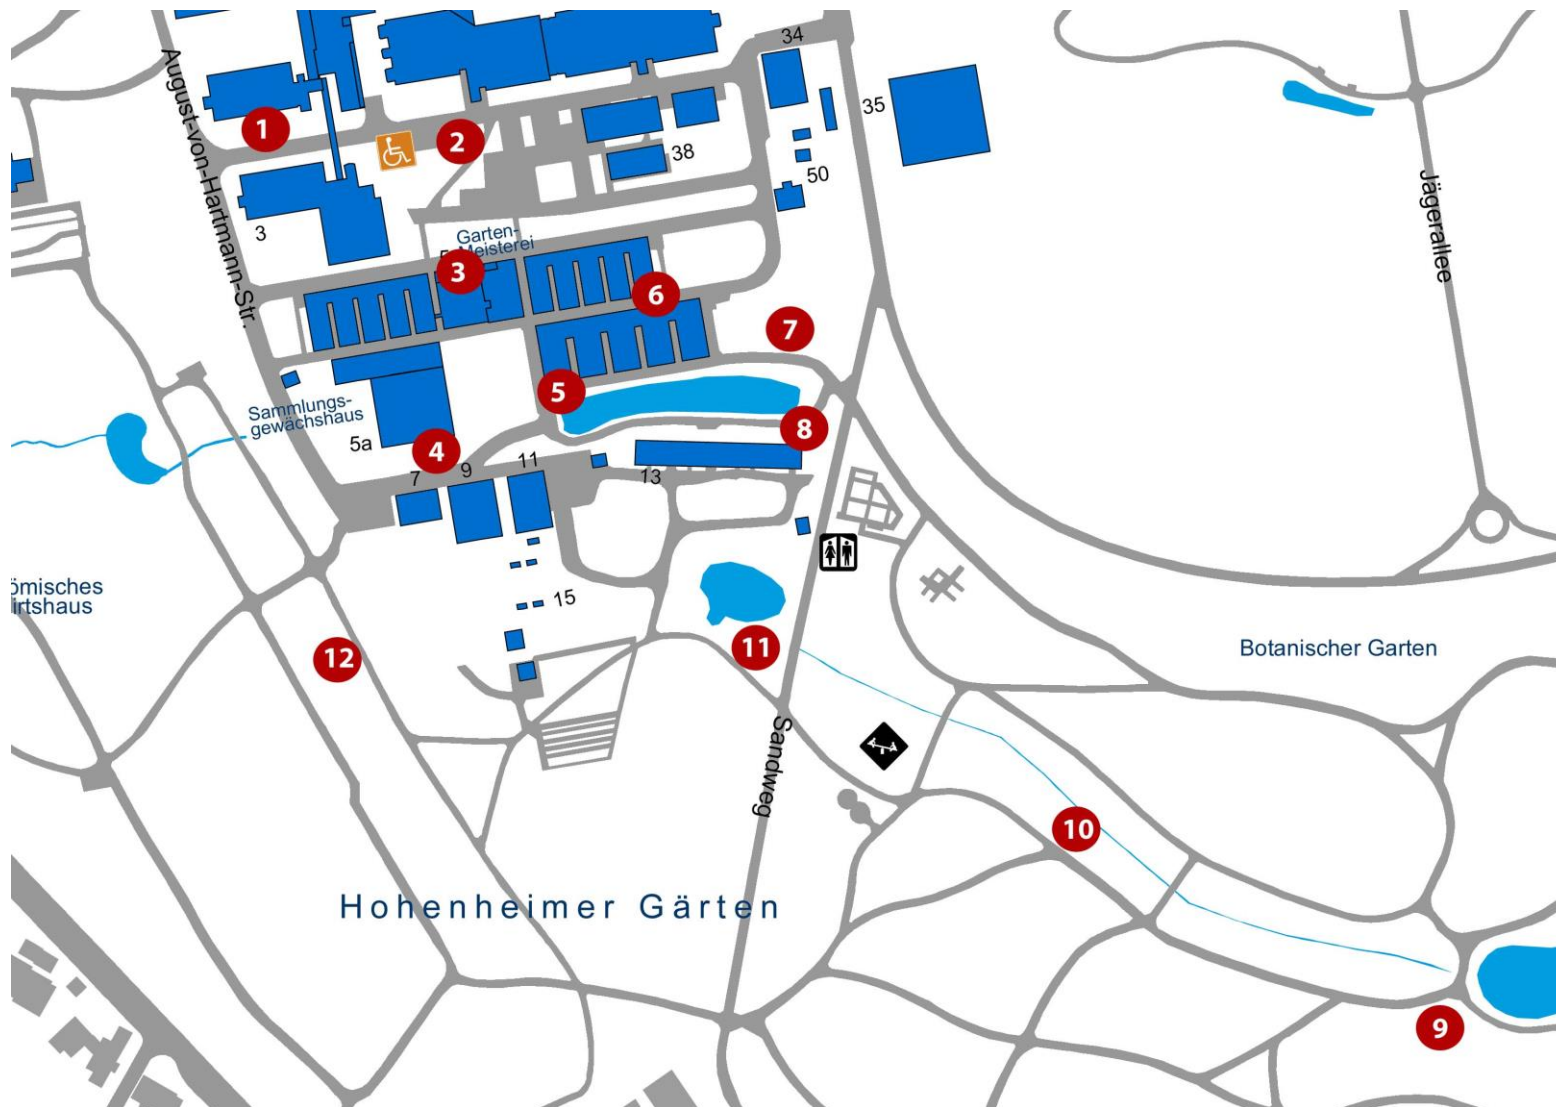 34
August-von-Hartmann-Str.
35
1
2
38
50
Jägerallee
3
Garten-
Meisterei
3
6
7
5
Sammlungs-
gewächshaus
5a
4
8
7
9
11
13
ömisches
irtshaus
15
12
11
Botanischer Garten
Sandweg
10
Hohenheimer Gärten
9